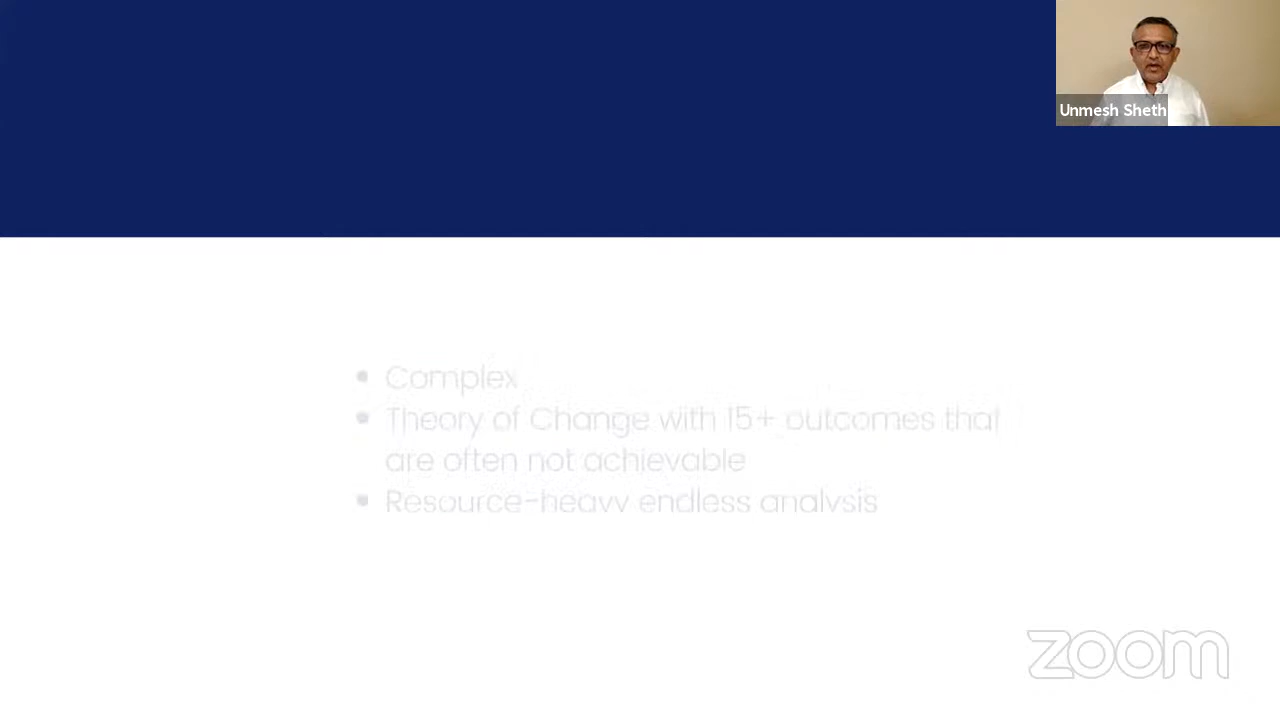 Unmesh Sheth
• Complex
• Theory of Change with 15+ outcomes that
are often not achievable
• Resource-heavy endless analysis
zoom